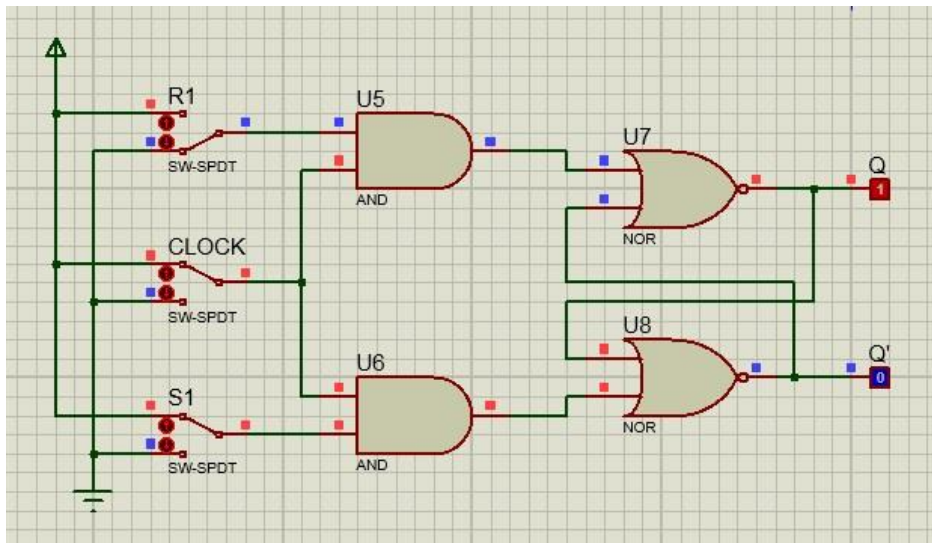 R1
SW-SPDT
U5
AND
U7
NOR
Q
1
CLOCK
SW-SPDT
U6
AND
U8
NOR
Q'
0
S1
SW-SPDT